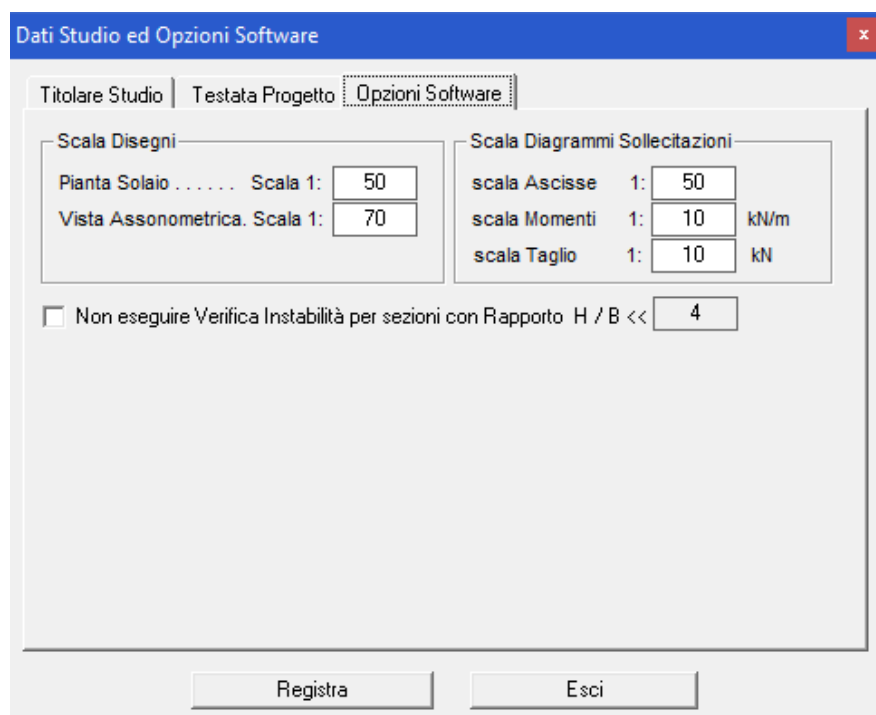 Dati Studio ed Opzioni Software x
Titolare Studio Testata Progetto Opzioni Software
Scala Disegni
Pianta Solaio . . . . . . Scala 1: 50
Vista Assonometrica. Scala 1: 70
Scala Diagrammi Sollecitazioni
scala Ascisse 1: 50
scala Momenti 1: 10 kN/m
scala Taglio 1: 10 kN
Non eseguire Verifica Instabilità per sezioni con Rapporto H / B << 4
Registra Esci